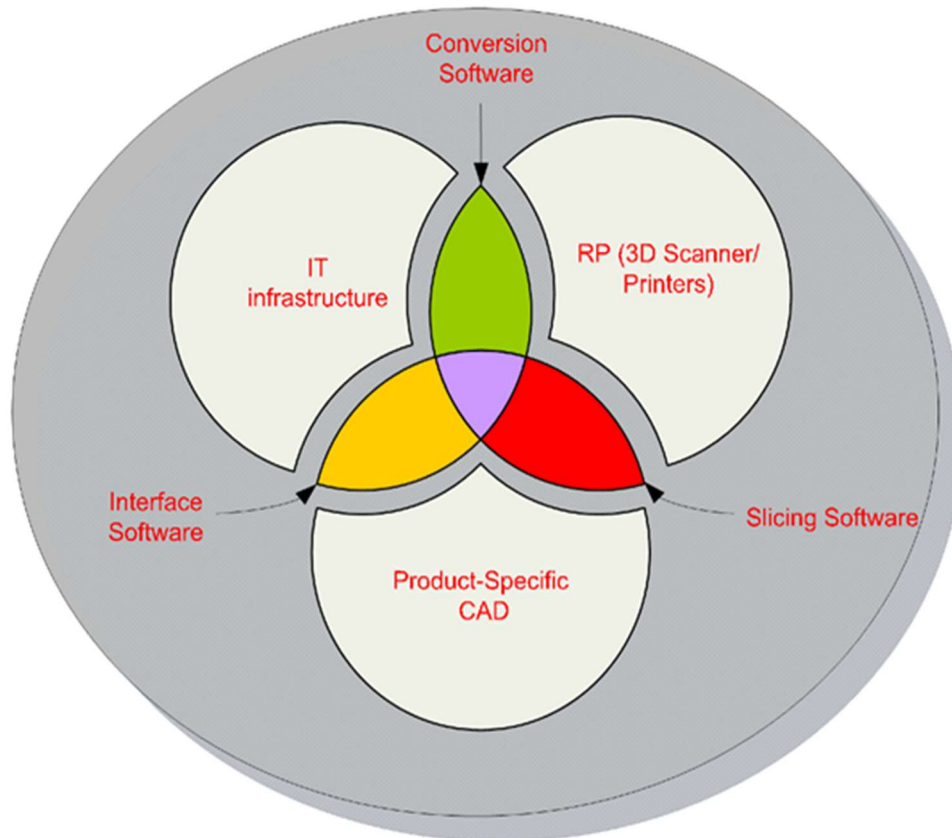 Conversion
Software
IT
infrastructure
RP (3D Scanner/
Printers)
Interface
Software
Slicing Software
Product-Specific
CAD